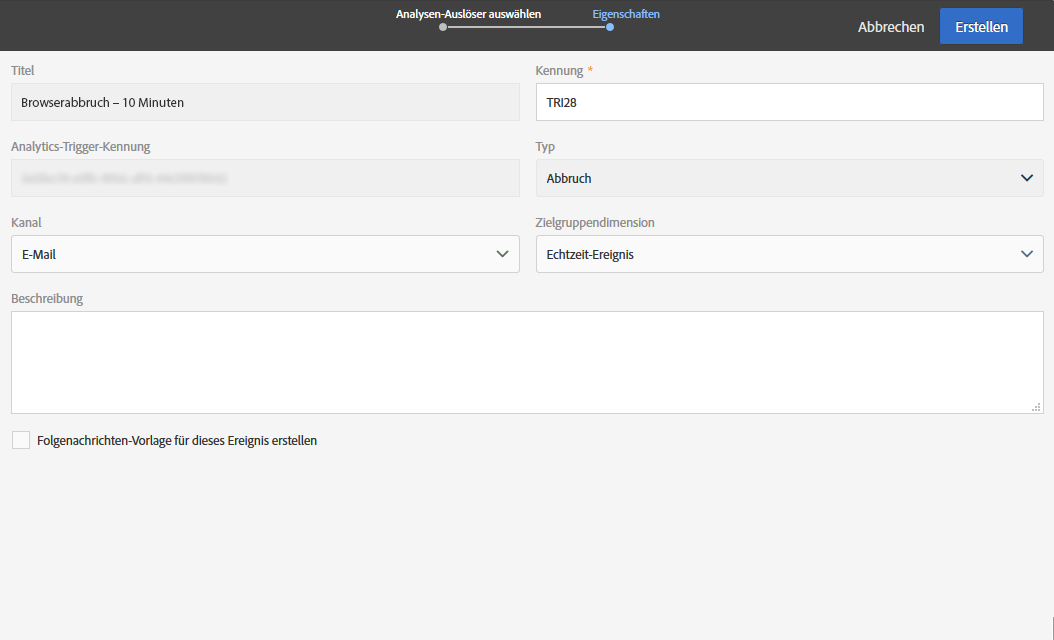 Analysen-Auslöser auswählen
Eigenschaften
Abbrechen
Erstellen
Titel
Kennung *
Browserabbruch – 10 Minuten
TRI28
Analytics-Trigger-Kennung
Typ
Abbruch
Kanal
Zielgruppendimension
E-Mail
Echtzeit-Ereignis
Beschreibung
Folgenachrichten-Vorlage für dieses Ereignis erstellen